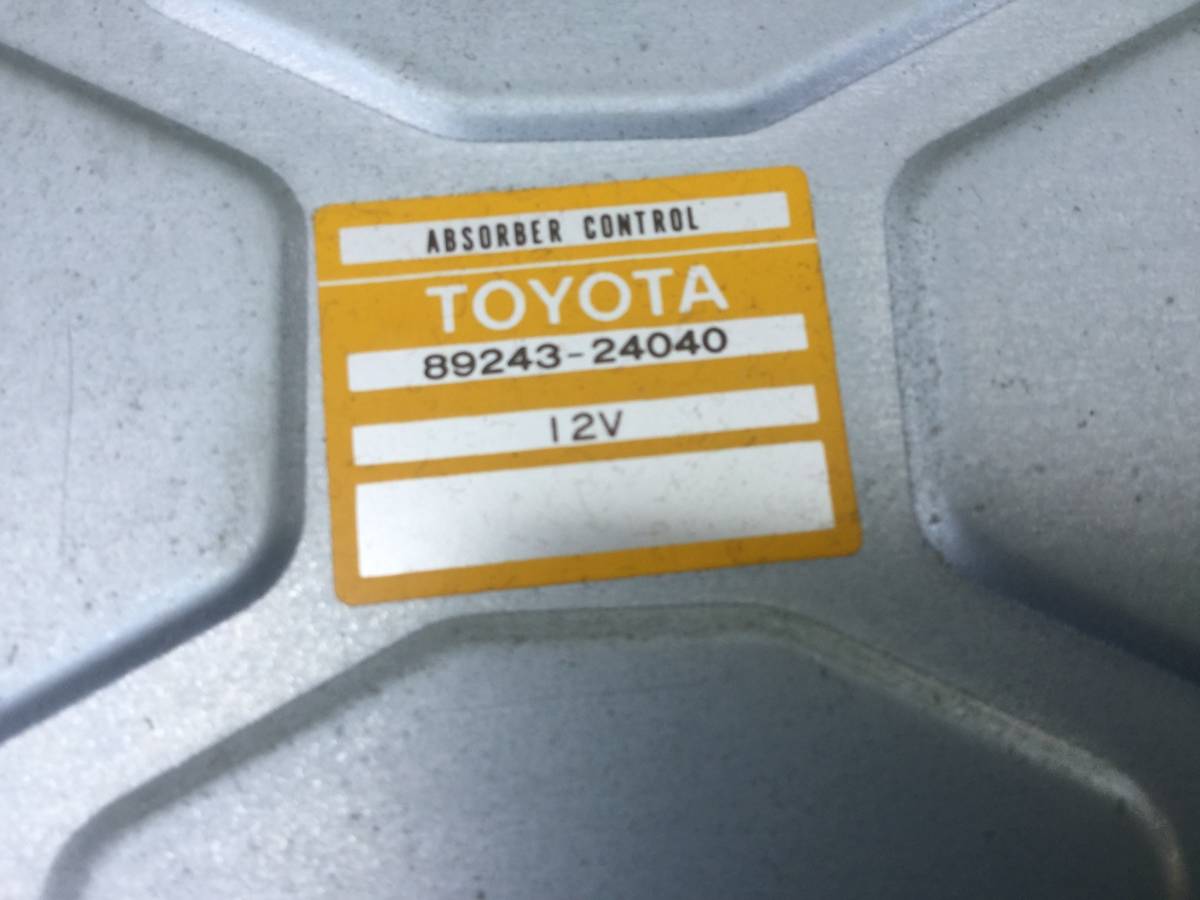 ABSORBER CONTROL
TOYOTA
89243-24040
12V